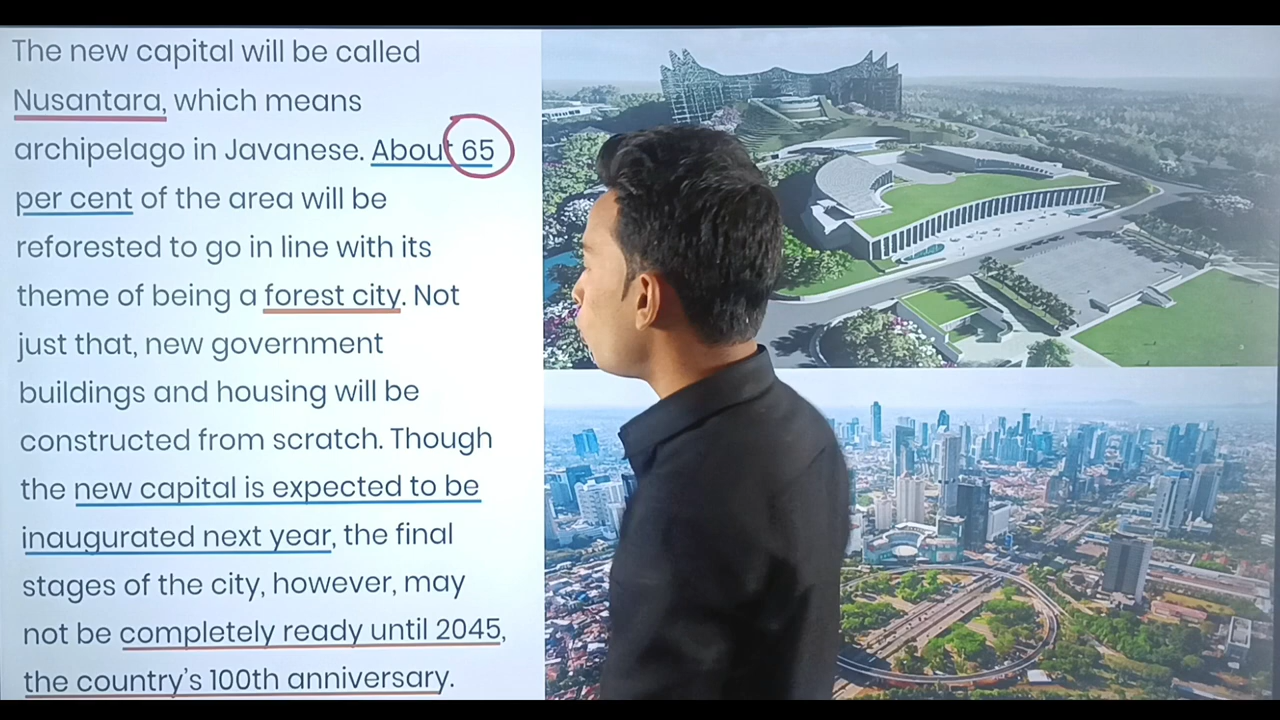 The new capital will be called
Nusantara, which means
archipelago in Javanese. About 65
per cent of the area will be
reforested to go in line with its
theme of being a forest city. Not
just that, new government
buildings and housing will be
constructed from scratch. Though
the new capital is expected to be
inaugurated next year, the final
stages of the city, however, may
not be completely ready until 2045,
the country's 100th anniversary.